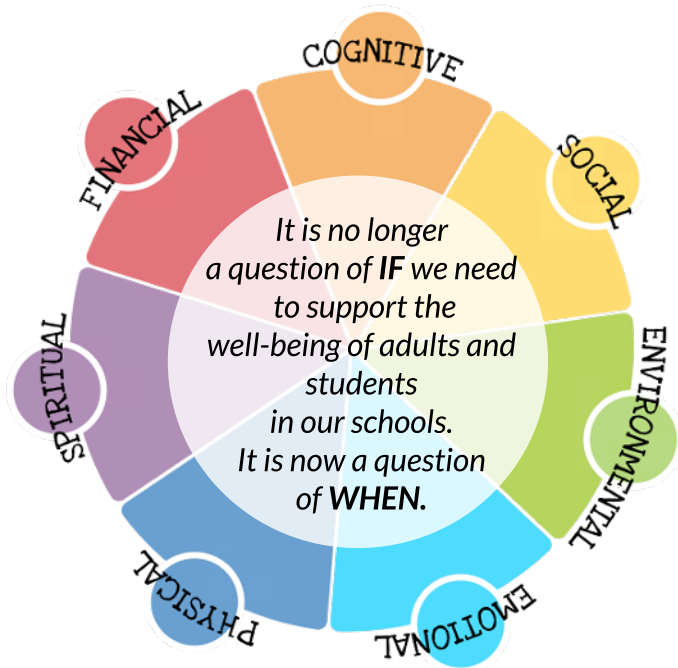 COGNITIVE
SOCIAL
ENVIRONMENTAL
EMOTIONAL
PHYSICAL
SPIRITUAL
FINANCIAL
It is no longer
a question of IF we need
to support the
well-being of adults and
students
in our schools.
It is now a question
of WHEN.